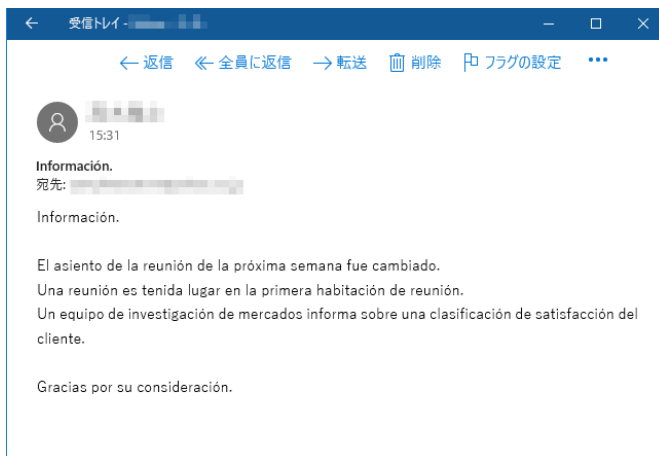 受信トレイ -
返信 全員に返信 転送 削除 フラグの設定
15:31
Información.
宛先:
Información.
El asiento de la reunión de la próxima semana fue cambiado.
Una reunión es tenida lugar en la primera habitación de reunión.
Un equipo de investigación de mercados informa sobre una clasificación de satisfacción del
cliente.
Gracias por su consideración.